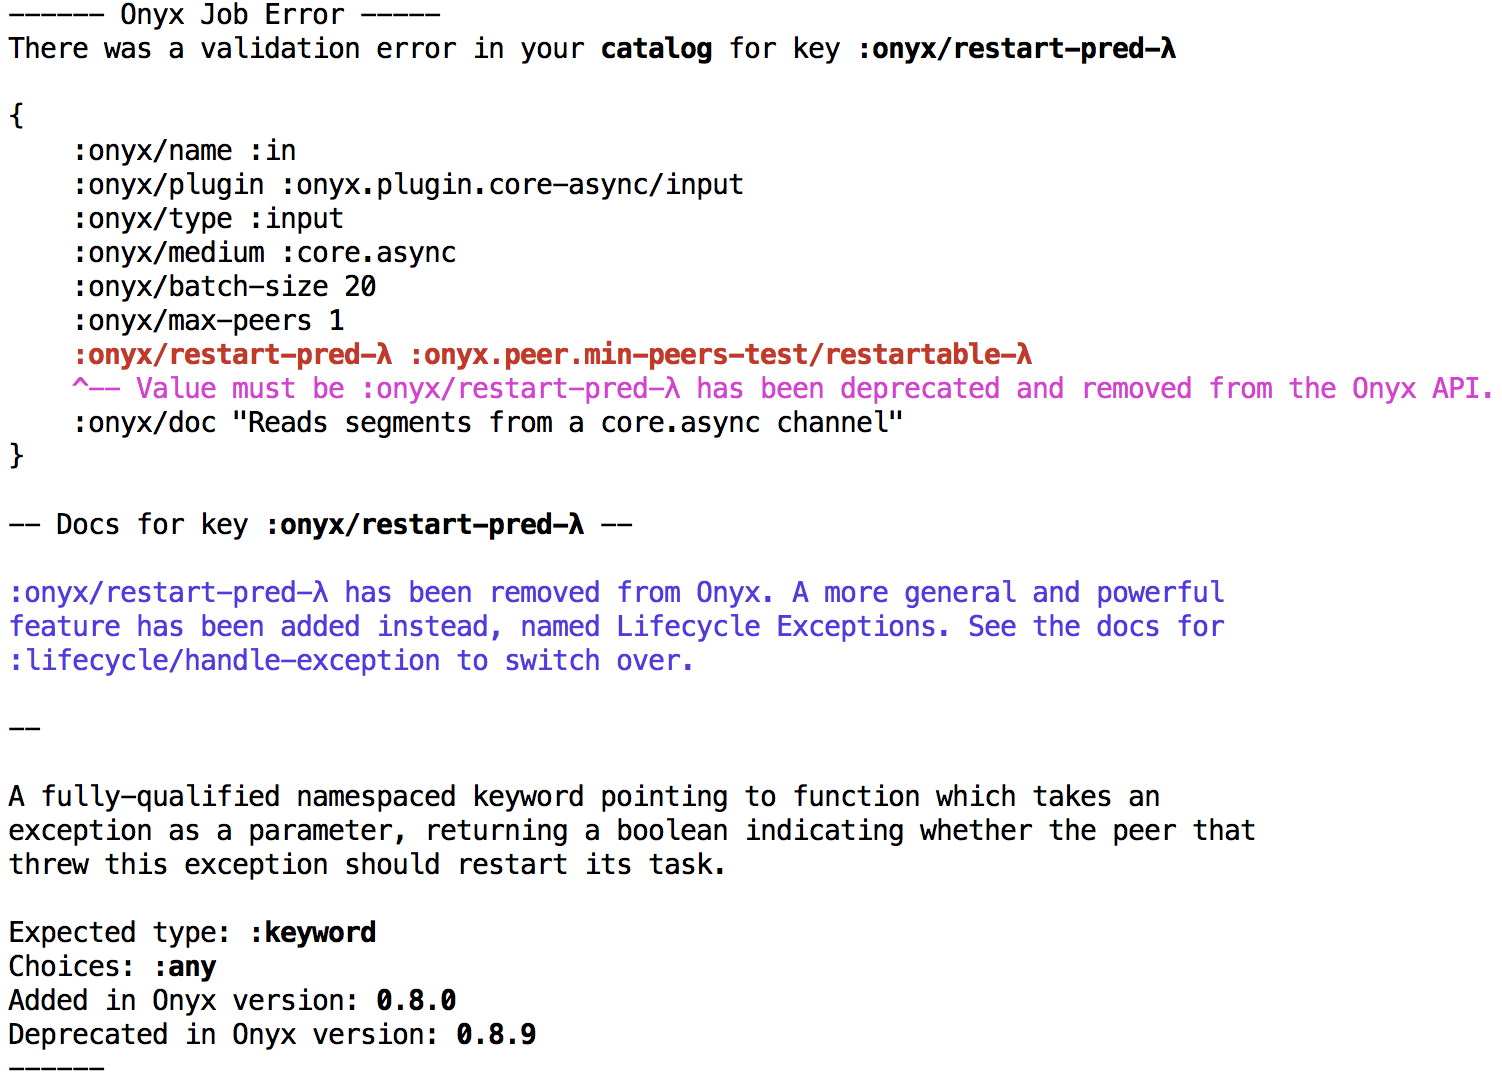 ------ Onyx Job Error -----
There was a validation error in your catalog for key :onyx/restart-pred-λ
{
:onyx/name :in
:onyx/plugin :onyx.plugin.core-async/input
:onyx/type :input
:onyx/medium :core.async
:onyx/batch-size 20
:onyx/max-peers 1
:onyx/restart-pred-λ :onyx.peer.min-peers-test/restartable-λ
^-- Value must be :onyx/restart-pred-λ has been deprecated and removed from the Onyx API.
:onyx/doc "Reads segments from a core.async channel"
}
-- Docs for key :onyx/restart-pred-λ --
:onyx/restart-pred-λ has been removed from Onyx. A more general and powerful
feature has been added instead, named Lifecycle Exceptions. See the docs for
:lifecycle/handle-exception to switch over.
--
A fully-qualified namespaced keyword pointing to function which takes an
exception as a parameter, returning a boolean indicating whether the peer that
threw this exception should restart its task.
Expected type: :keyword
Choices: :any
Added in Onyx version: 0.8.0
Deprecated in Onyx version: 0.8.9
------